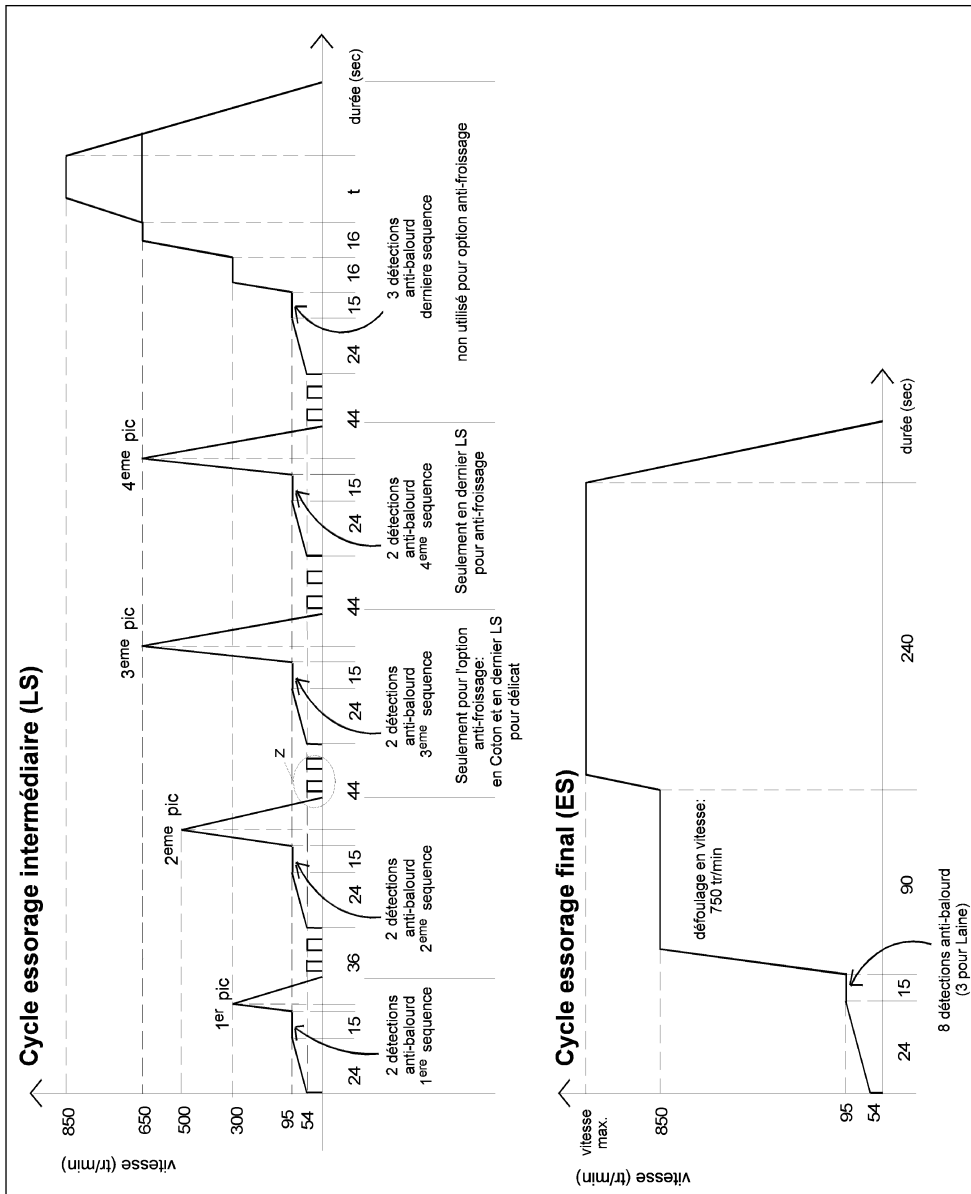 Cycle essorage intermédiaire (LS)
vitesse (tr/min)
850
650
500
300
95
54
1er pic
2eme pic
3eme pic
4eme pic
z
24
15
36
24
15
44
24
15
44
24
15
44
24
15
16
16
t
durée (sec)
2 détections
anti-balourd
1ere sequence
2 détections
anti-balourd
2eme sequence
2 détections
anti-balourd
3eme sequence
2 détections
anti-balourd
4eme sequence
3 détections
anti-balourd
derniere sequence
Seulement pour l'option
anti-froissage:
en Coton et en dernier LS
pour délicat
Seulement en dernier LS
pour anti-froissage
non utilisé pour option anti-froissage
Cycle essorage final (ES)
vitesse (tr/min)
vitesse
max.
850
95
54
défoulage en vitesse:
750 tr/min
24
15
90
240
durée (sec)
8 détections anti-balourd
(3 pour Laine)